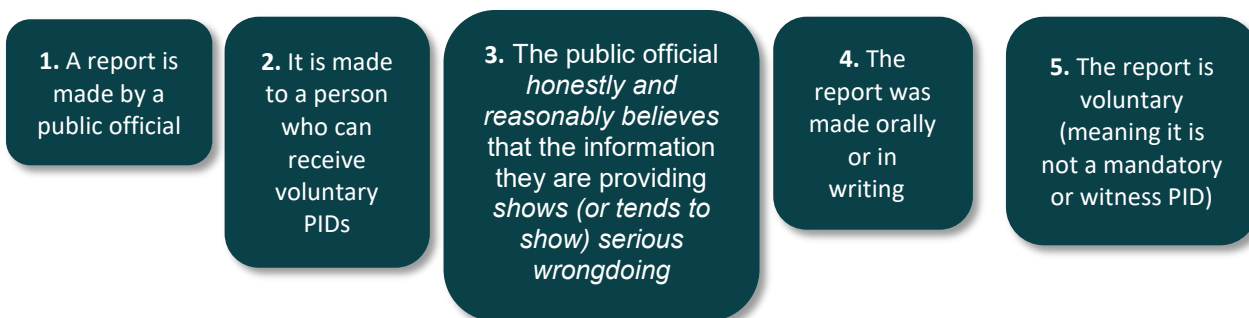 1. A report is
made by a
public official
2. It is made
to a person
who can
receive
voluntary
PIDs
3. The public official
honestly and
reasonably believes
that the information
they are providing
shows (or tends to
show) serious
wrongdoing
4. The
report was
made orally
or in
writing
5. The report is
voluntary
(meaning it is
not a mandatory
or witness PID)